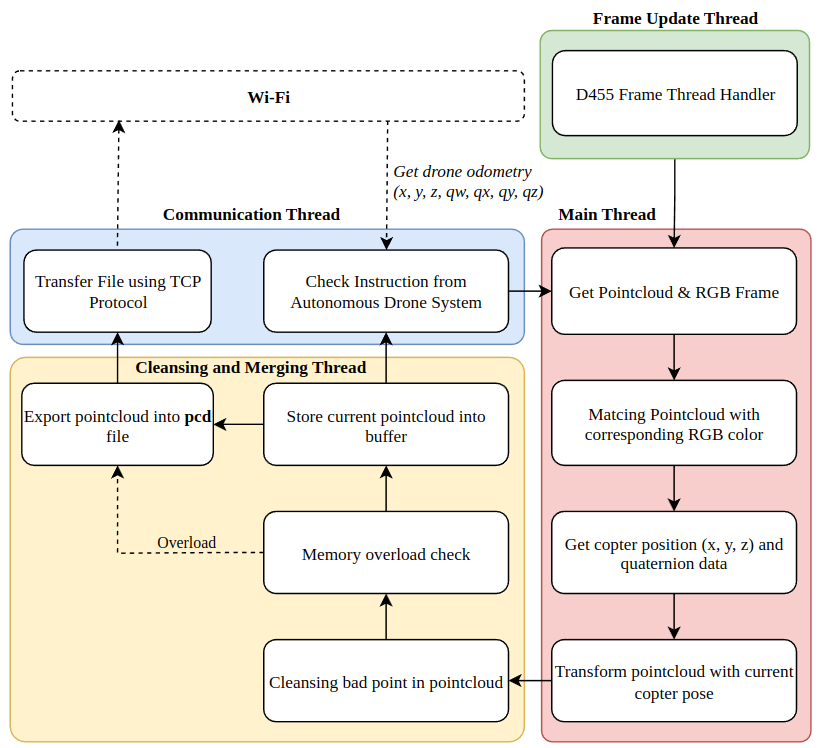 Frame Update Thread
D455 Frame Thread Handler
Wi-Fi
Get drone odometry
(x, y, z, qw, qx, qy, qz)
Communication Thread
Main Thread
Transfer File using TCP
Protocol
Check Instruction from
Autonomous Drone System
Get Pointcloud & RGB Frame
Cleansing and Merging Thread
Export pointcloud into pcd
file
Store current pointcloud into
buffer
Matcing Pointcloud with
corresponding RGB color
Overload
Memory overload check
Get copter position (x, y, z) and
quaternion data
Cleansing bad point in pointcloud
Transform pointcloud with current
copter pose